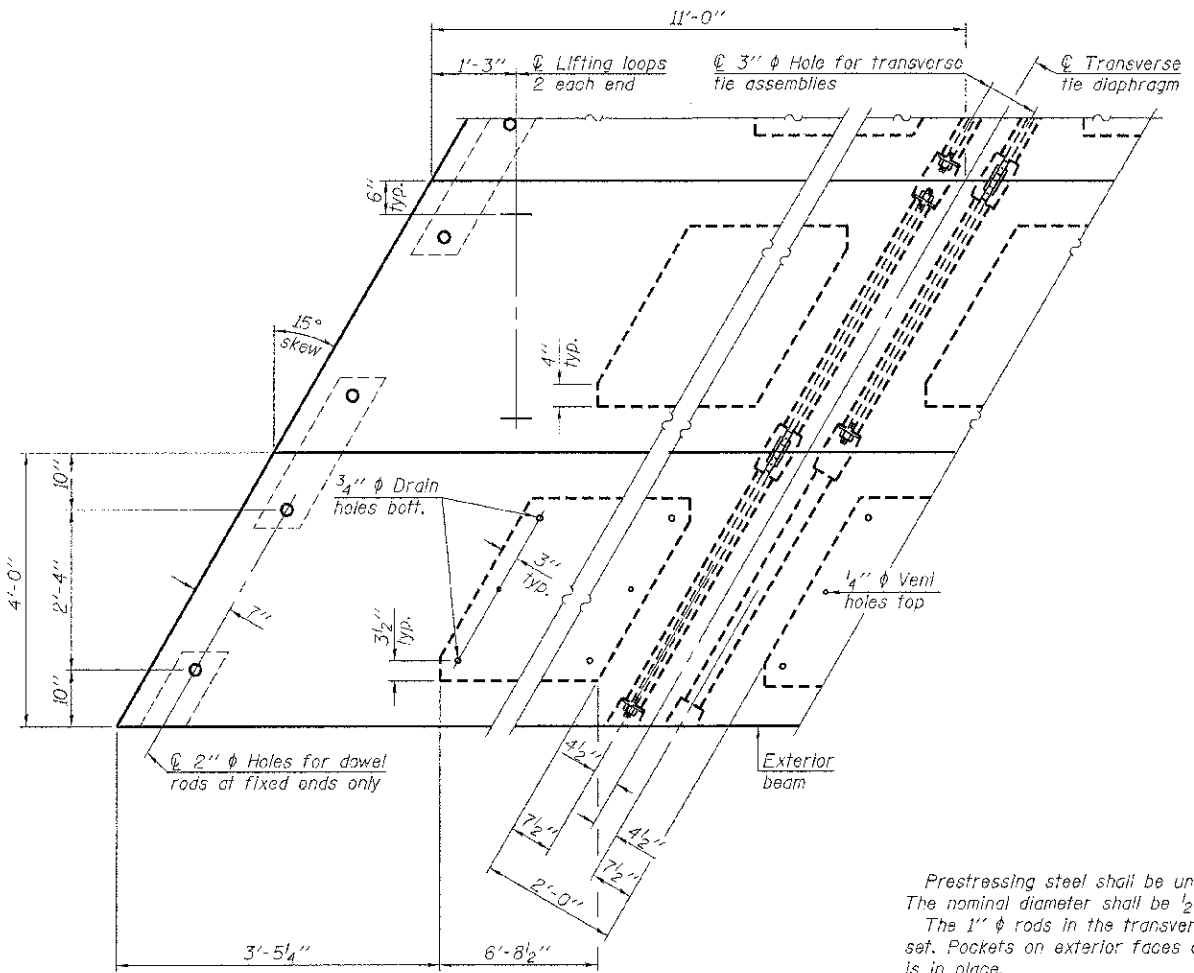 11'-0"
1'-3"
℄ Lifting loops
2 each end
℄ 3" ϕ Hole for transverse
tie assemblies
℄ Transverse
tie diaphragm
6"
typ.
15°
skew
4"
typ.
3/4" ϕ Drain
holes bott.
3"
typ.
3 1/2"
typ.
1/4" ϕ Vent
holes top
4'-0"
10"
2'-4"
10"
7"
℄ 2" ϕ Holes for dowel
rods at fixed ends only
Exterior
beam
4 1/2"
7 1/2"
4 1/2"
7 1/2"
2'-0"
3'-5 1/4"
6'-8 1/2"
Prestressing steel shall be un
The nominal diameter shall be 1/2
The 1" ϕ rods in the transver
set. Pockets on exterior faces
is in place.